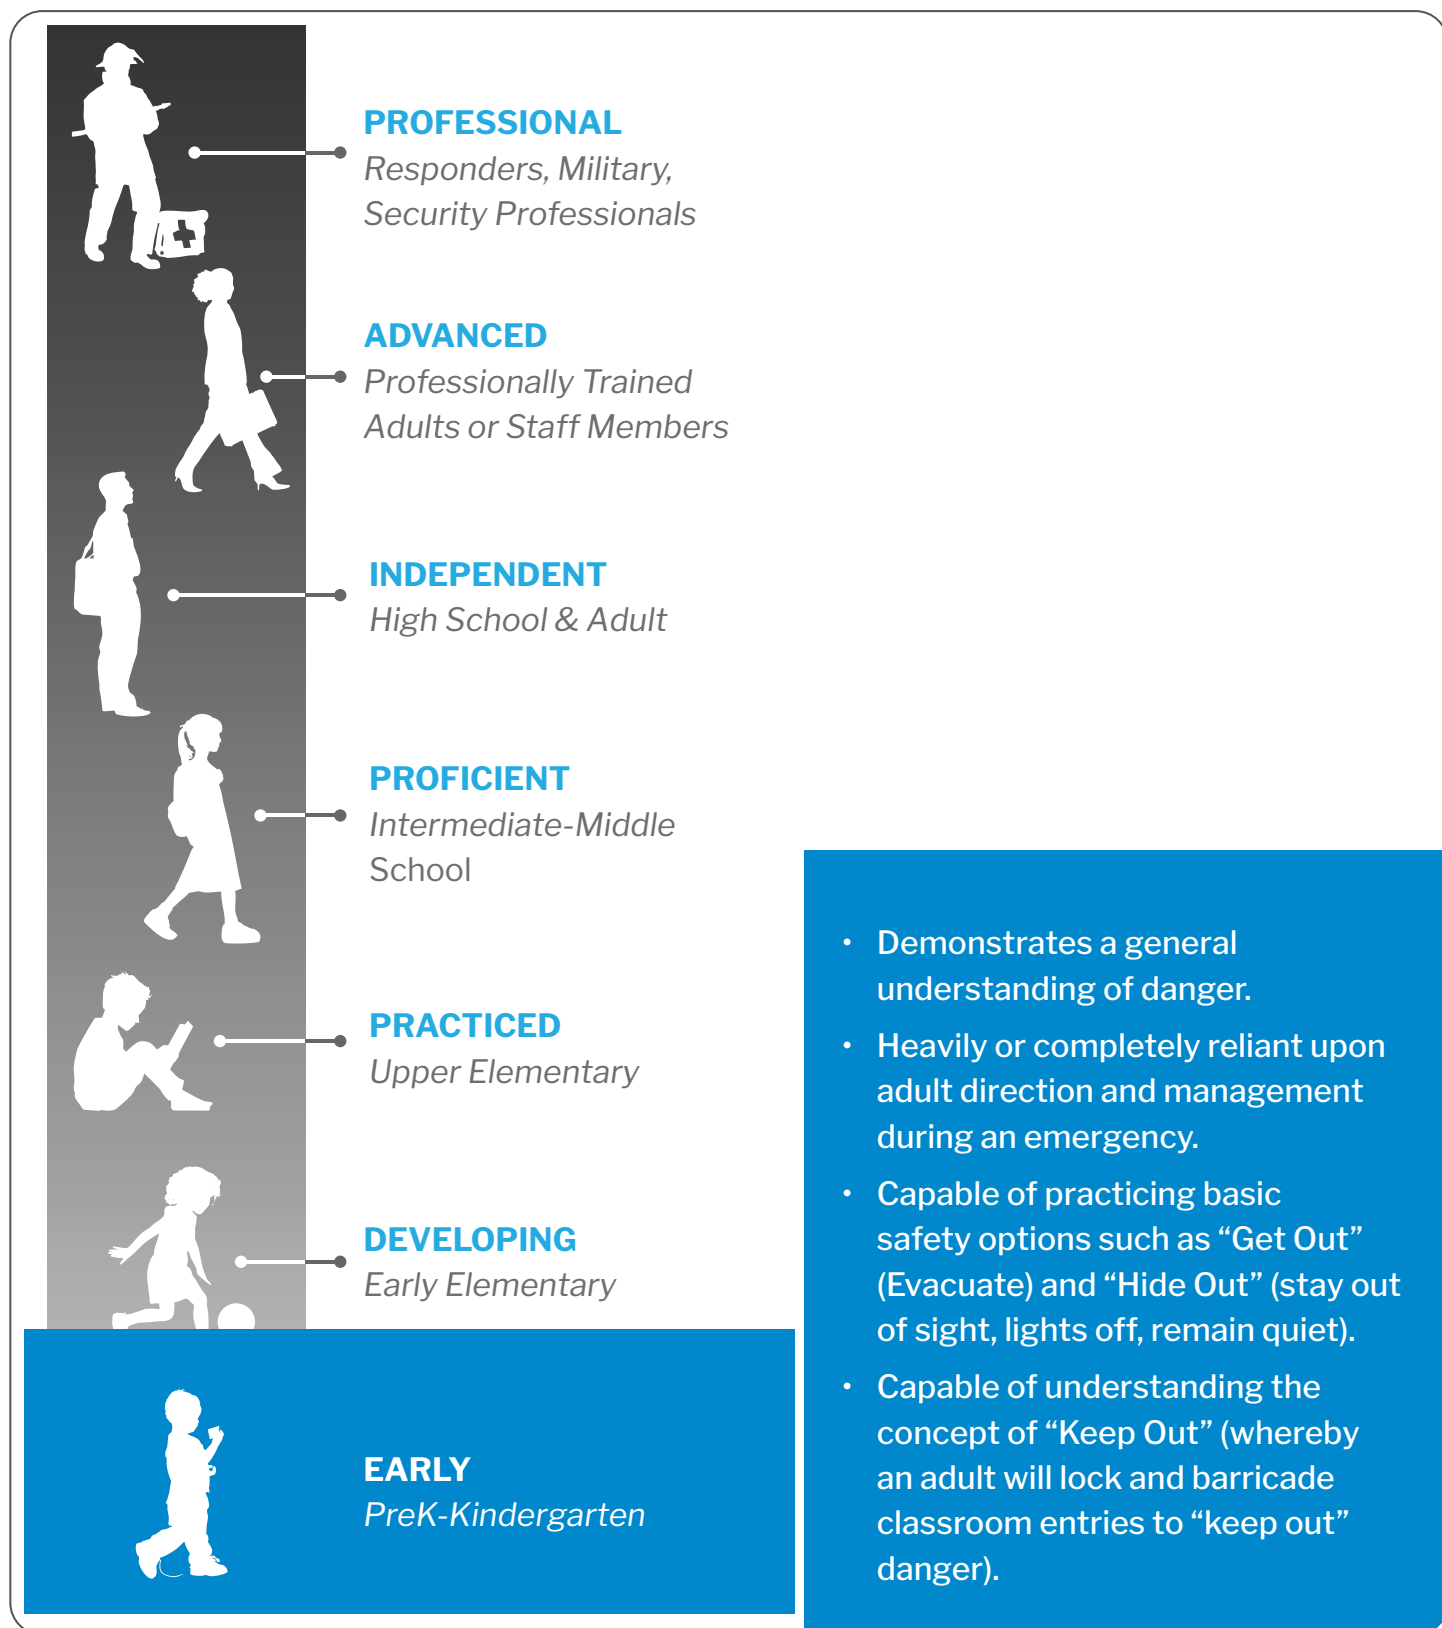 PROFESSIONAL
Responders, Military,
Security Professionals
ADVANCED
Professionally Trained
Adults or Staff Members
INDEPENDENT
High School & Adult
PROFICIENT
Intermediate-Middle
School
PRACTICED
Upper Elementary
DEVELOPING
Early Elementary
EARLY
PreK-Kindergarten
• Demonstrates a general
understanding of danger.
• Heavily or completely reliant upon
adult direction and management
during an emergency.
• Capable of practicing basic
safety options such as “Get Out”
(Evacuate) and “Hide Out” (stay out
of sight, lights off, remain quiet).
• Capable of understanding the
concept of “Keep Out” (whereby
an adult will lock and barricade
classroom entries to “keep out”
danger).